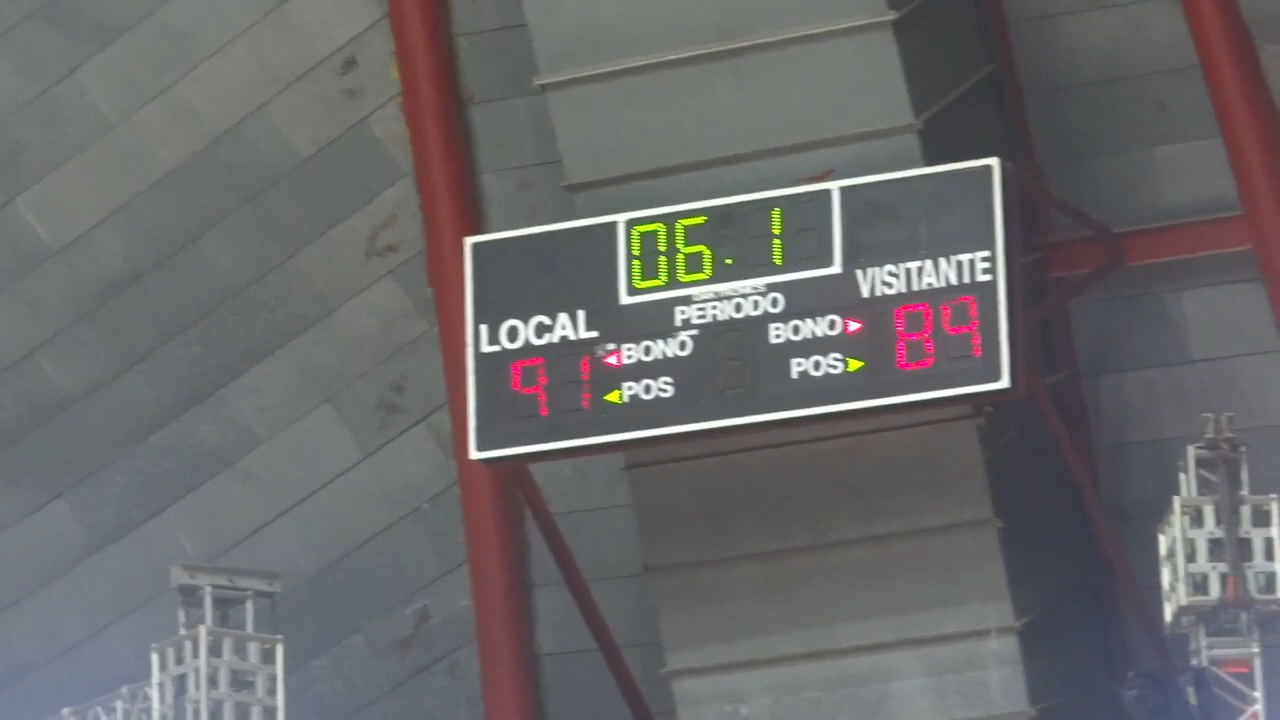 06.1
VISITANTE
PERIODO
LOCAL
BONO
BONO
91
89
POS
POS